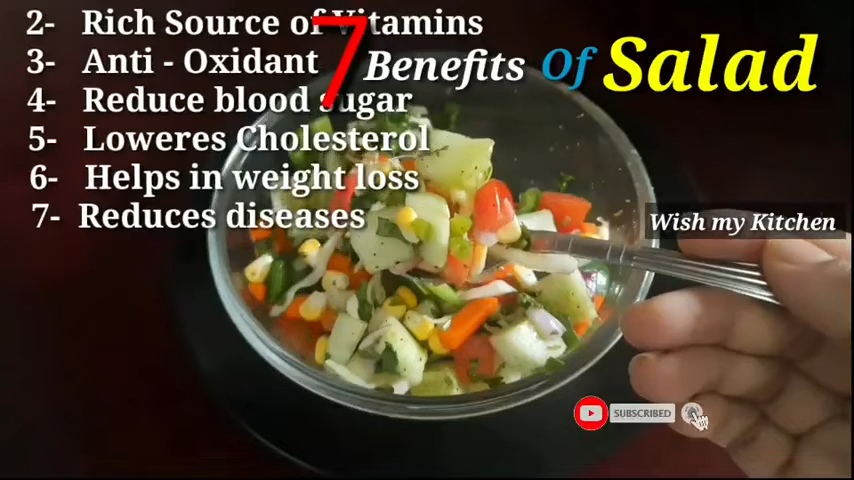 2- Rich Source of Vitamins
3- Anti - Oxidant
7 Benefits Of Salad
4- Reduce blood sugar
5- Loweres Cholesterol
6- Helps in weight loss
7- Reduces diseases
Wish my Kitchen
SUBSCRIBED